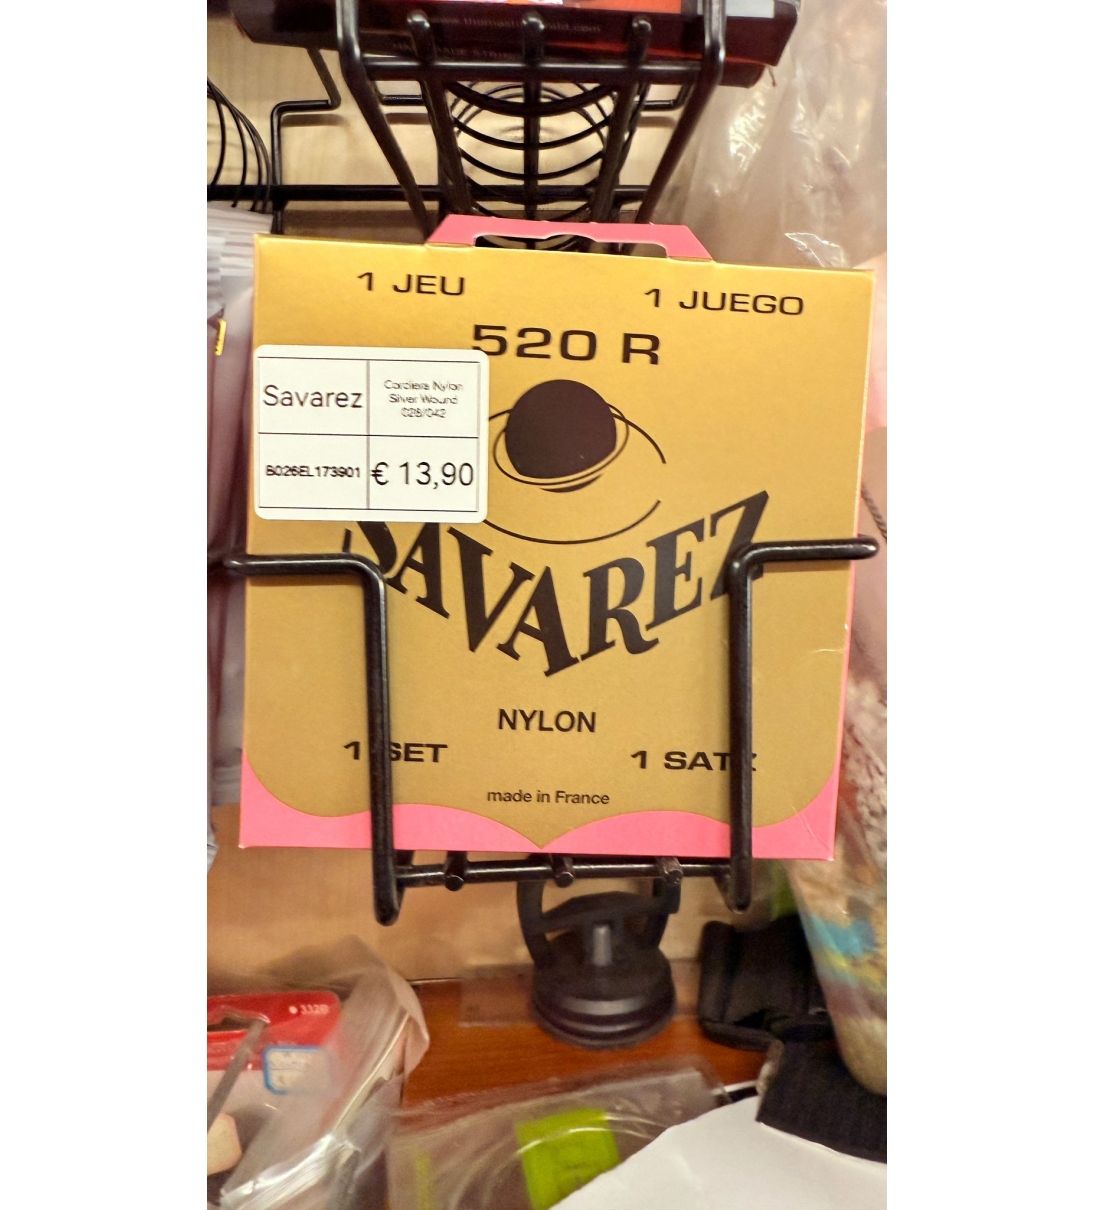 1 JEU
1 JUEGO
520 R
Savarez
Cordiera Nylon
Silver Wound
028/042
B026EL173901
€ 13,90
SAVAREZ
NYLON
1 SET
1 SATZ
made in France